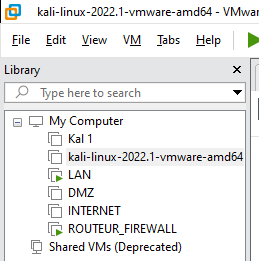 kali-linux-2022.1-vmware-amd64 - VMwa
File Edit View VM Tabs Help
Library
Type here to search
My Computer
Kal 1
kali-linux-2022.1-vmware-amd64
LAN
DMZ
INTERNET
ROUTEUR_FIREWALL
Shared VMs (Deprecated)